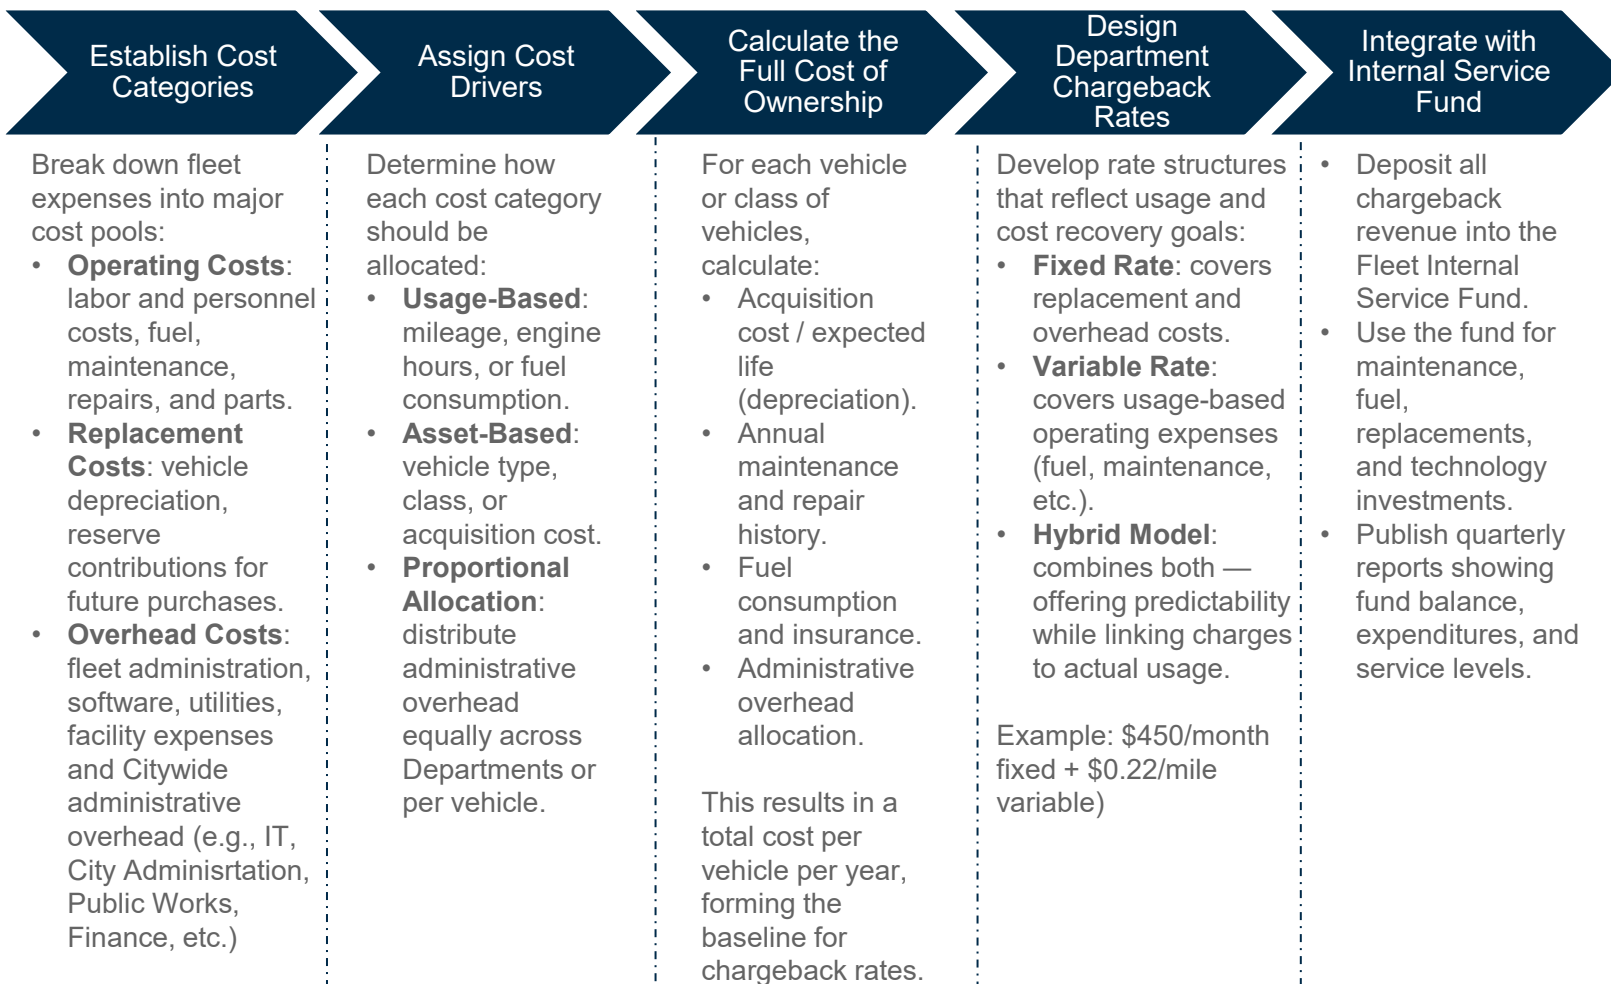 Establish Cost
Categories
Assign Cost
Drivers
Calculate the
Full Cost of
Ownership
Design
Department
Chargeback
Rates
Integrate with
Internal Service
Fund
Break down fleet
expenses into major
cost pools:
• Operating Costs:
labor and personnel
costs, fuel,
maintenance,
repairs, and parts.
• Replacement
Costs: vehicle
depreciation,
reserve
contributions for
future purchases.
• Overhead Costs:
fleet administration,
software, utilities,
facility expenses
and Citywide
administrative
overhead (e.g., IT,
City Adminisrtation,
Public Works,
Finance, etc.)
Determine how
each cost category
should be
allocated:
• Usage-Based:
mileage, engine
hours, or fuel
consumption.
• Asset-Based:
vehicle type,
class, or
acquisition cost.
• Proportional
Allocation:
distribute
administrative
overhead
equally across
Departments or
per vehicle.
For each vehicle
or class of
vehicles,
calculate:
• Acquisition
cost / expected
life
(depreciation).
• Annual
maintenance
and repair
history.
• Fuel
consumption
and insurance.
• Administrative
overhead
allocation.
This results in a
total cost per
vehicle per year,
forming the
baseline for
chargeback rates.
Develop rate structures
that reflect usage and
cost recovery goals:
• Fixed Rate: covers
replacement and
overhead costs.
• Variable Rate:
covers usage-based
operating expenses
(fuel, maintenance,
etc.).
• Hybrid Model:
combines both —
offering predictability
while linking charges
to actual usage.
Example: $450/month
fixed + $0.22/mile
variable)
• Deposit all
chargeback
revenue into the
Fleet Internal
Service Fund.
• Use the fund for
maintenance,
fuel,
replacements,
and technology
investments.
• Publish quarterly
reports showing
fund balance,
expenditures, and
service levels.